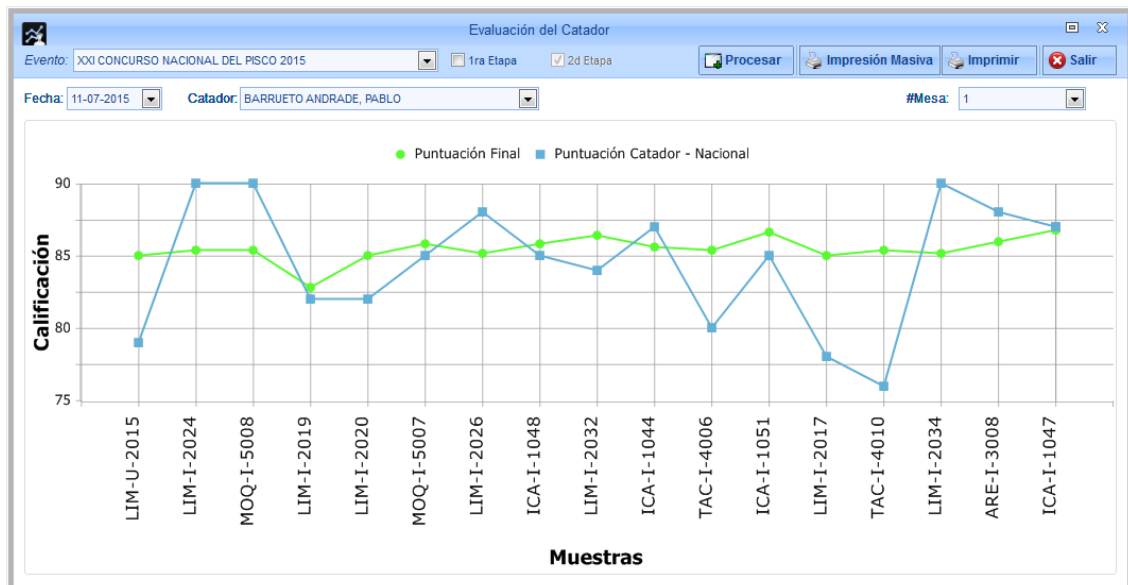 Evaluación del Catador
Evento: XXI CONCURSO NACIONAL DEL PISCO 2015 1ra Etapa 2d Etapa Procesar Impresión Masiva Imprimir Salir
Fecha: 11-07-2015 Catador: BARRUETO ANDRADE, PABLO #Mesa: 1
Puntuación Final Puntuación Catador - Nacional
Calificación
90
85
80
75
LIM-U-2015
LIM-I-2024
MOQ-I-5008
LIM-I-2019
LIM-I-2020
MOQ-I-5007
LIM-I-2026
ICA-I-1048
LIM-I-2032
ICA-I-1044
TAC-I-4006
ICA-I-1051
LIM-I-2017
TAC-I-4010
LIM-I-2034
ARE-I-3008
ICA-I-1047
Muestras